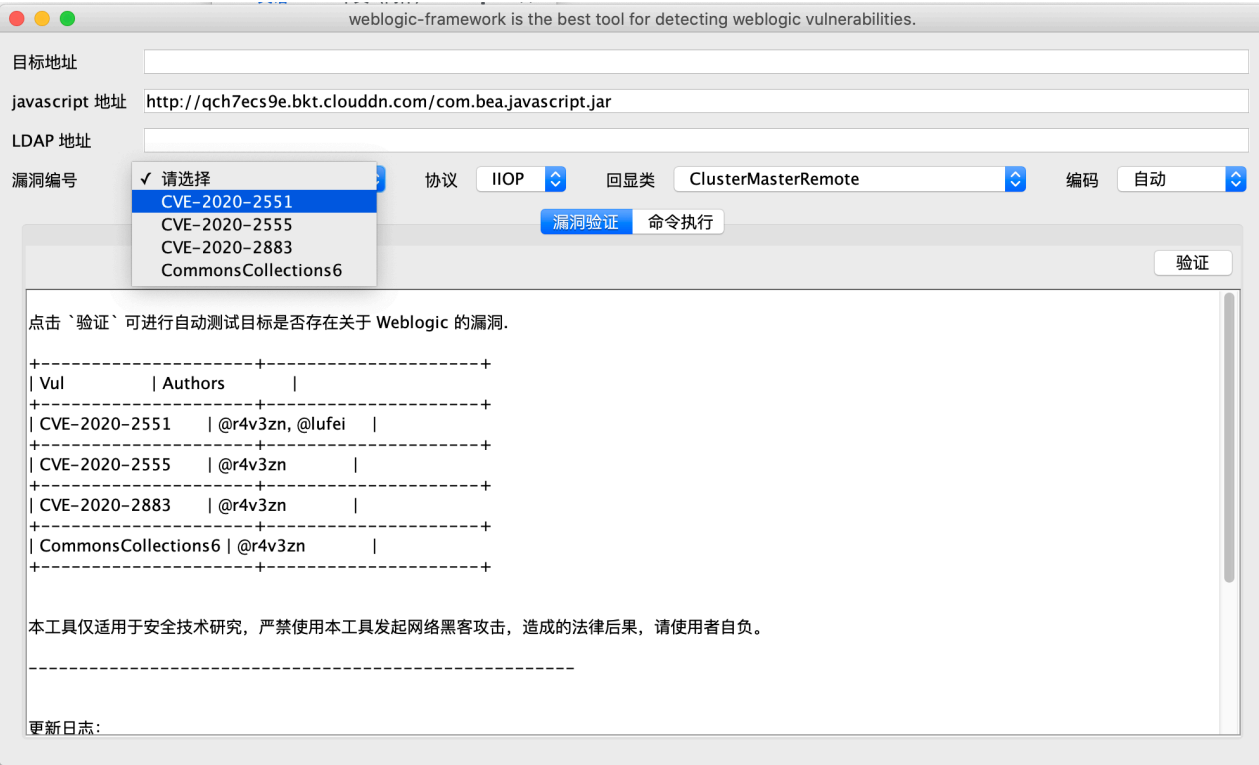 weblogic-framework is the best tool for detecting weblogic vulnerabilities.
目标地址
javascript 地址 http://qch7ecs9e.bkt.clouddn.com/com.bea.javascript.jar
LDAP 地址
漏洞编号 ✓ 请选择 协议 IIOP 回显类 ClusterMasterRemote 编码 自动
CVE-2020-2551
CVE-2020-2555
CVE-2020-2883
CommonsCollections6
漏洞验证 命令执行
验证
点击 `验证` 可进行自动测试目标是否存在关于 Weblogic 的漏洞.
+---------------------+---------------------+
| Vul | Authors |
+---------------------+---------------------+
| CVE-2020-2551 | @r4v3zn, @lufei |
+---------------------+---------------------+
| CVE-2020-2555 | @r4v3zn |
+---------------------+---------------------+
| CVE-2020-2883 | @r4v3zn |
+---------------------+---------------------+
| CommonsCollections6 | @r4v3zn |
+---------------------+---------------------+
本工具仅适用于安全技术研究，严禁使用本工具发起网络黑客攻击，造成的法律后果，请使用者自负。
------------------------------------------------------
更新日志: